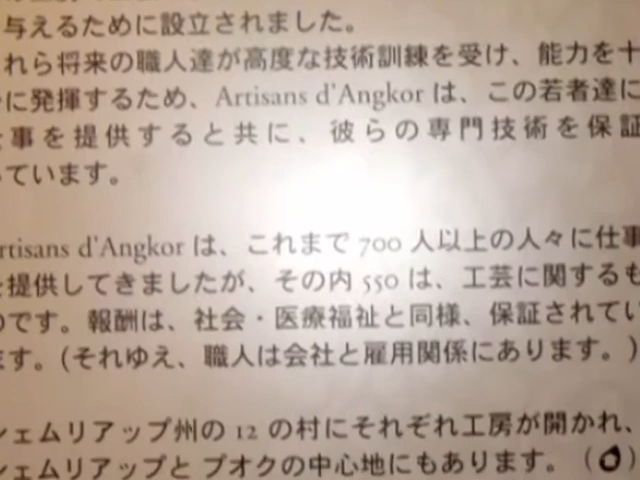 与えるために設立されました。
れら将来の職人達が高度な技術訓練を受け、能力を十
に発揮するため、Artisans d'Angkor は、この若者達に
事を提供すると共に、彼らの専門技術を保証
ています。
rtisans d'Angkor は、これまで 700 人以上の人々に仕事
を提供してきましたが、その内 550 は、工芸に関するも
のです。報酬は、社会・医療福祉と同様、保証されてい
ます。(それゆえ、職人は会社と雇用関係にあります。)
シェムリアップ州の 12 の村にそれぞれ工房が開かれ、
シェムリアップと プオクの中心地にもあります。(O)